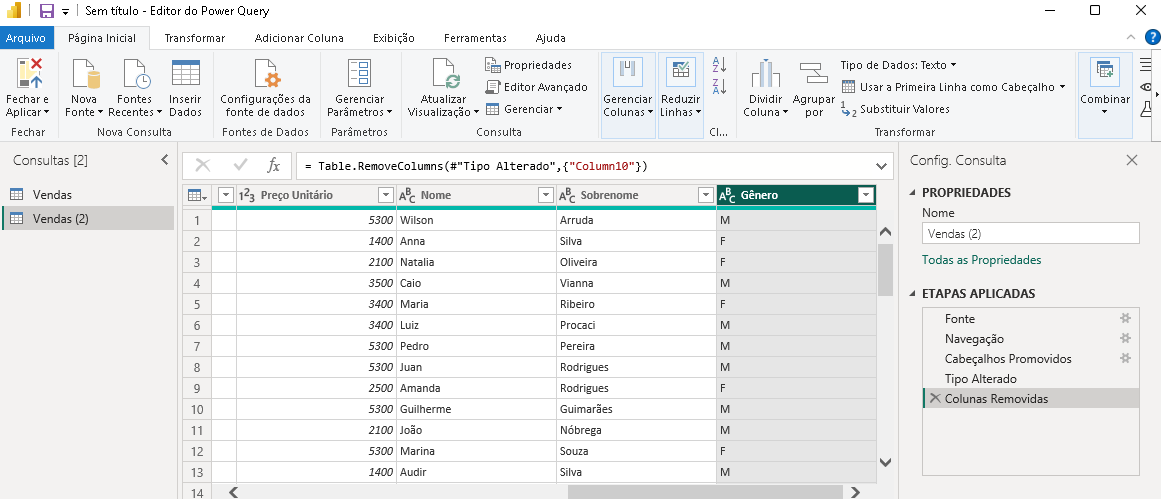 Sem título - Editor do Power Query
Arquivo Página Inicial Transformar Adicionar Coluna Exibição Ferramentas Ajuda
Fechar e Aplicar
Fechar
Nova Fonte
Fontes Recentes
Inserir Dados
Nova Consulta
Configurações da fonte de dados
Fontes de Dados
Gerenciar Parâmetros
Parâmetros
Atualizar Visualização
Propriedades
Editor Avançado
Gerenciar
Consulta
Gerenciar Colunas
Reduzir Linhas
Cl...
Dividir Coluna
Agrupar por
Tipo de Dados: Texto
Usar a Primeira Linha como Cabeçalho
Substituir Valores
Transformar
Combinar
Consultas [2]
Vendas
Vendas (2)
fx = Table.RemoveColumns(#"Tipo Alterado",{"Column10"})
123 Preço Unitário ABC Nome ABC Sobrenome ABC Gênero
1 5300 Wilson Arruda M
2 1400 Anna Silva F
3 2100 Natalia Oliveira F
4 3500 Caio Vianna M
5 3400 Maria Ribeiro F
6 3400 Luiz Procaci M
7 5300 Pedro Pereira M
8 5300 Juan Rodrigues M
9 2500 Amanda Rodrigues F
10 5300 Guilherme Guimarães M
11 2100 João Nóbrega M
12 5300 Marina Souza F
13 1400 Audir Silva M
14
Config. Consulta
PROPRIEDADES
Nome
Vendas (2)
Todas as Propriedades
ETAPAS APLICADAS
Fonte
Navegação
Cabeçalhos Promovidos
Tipo Alterado
Colunas Removidas